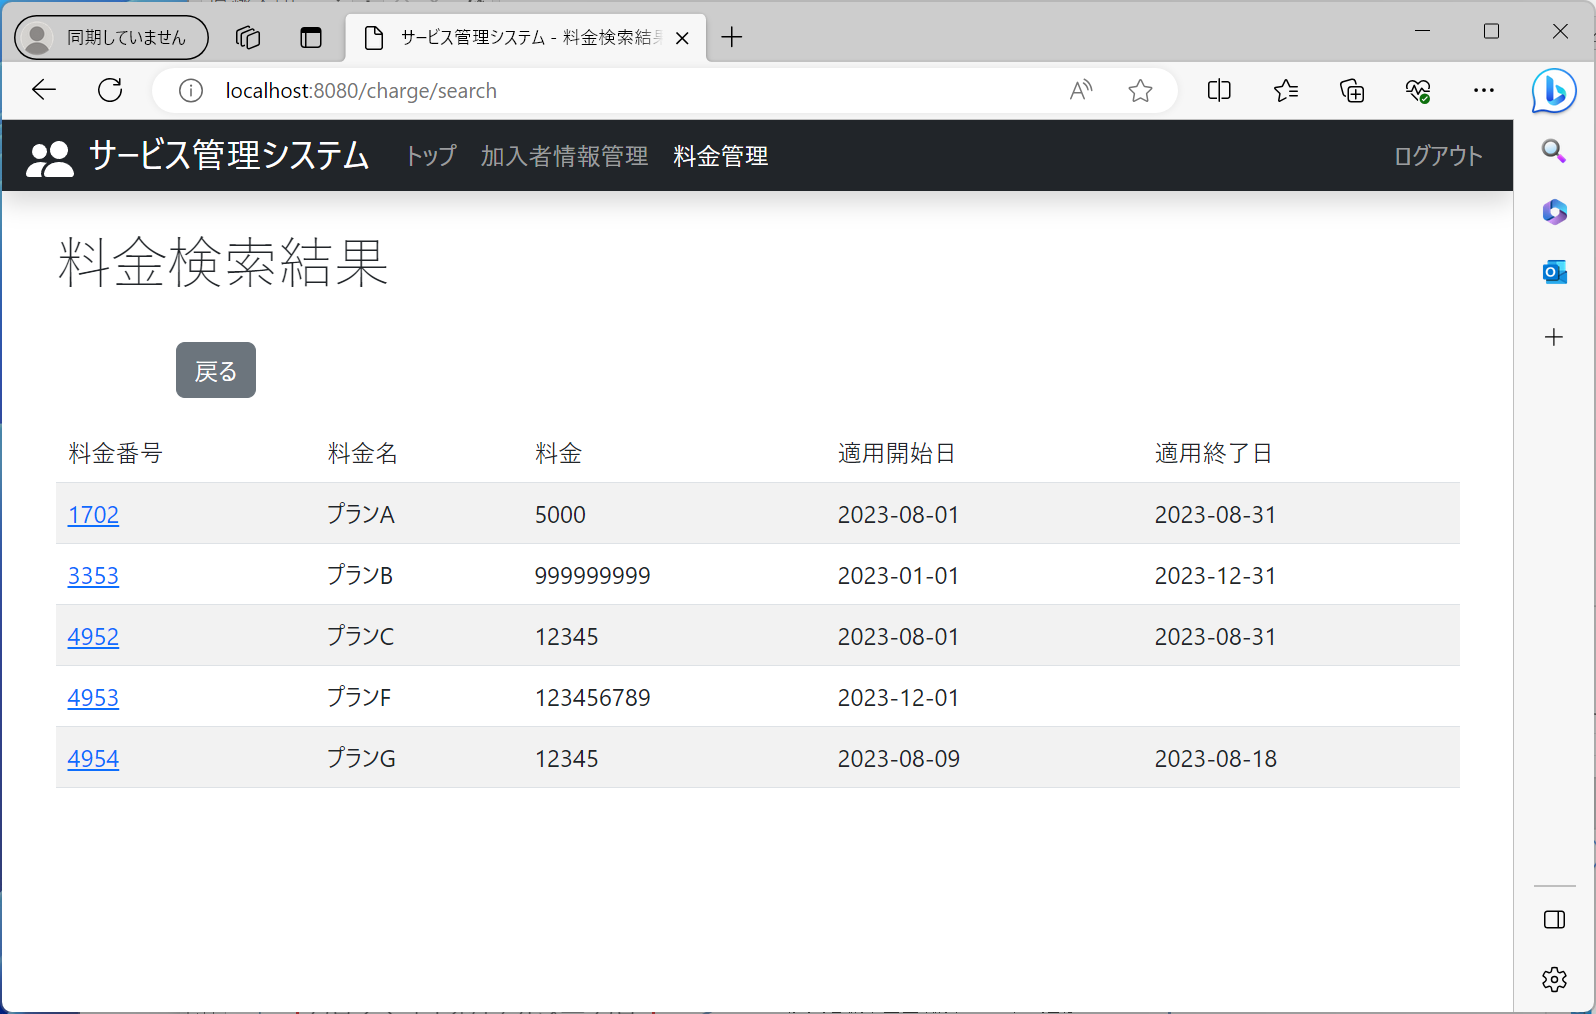 同期していません
サービス管理システム - 料金検索結果
localhost:8080/charge/search
サービス管理システム トップ 加入者情報管理 料金管理 ログアウト
料金検索結果
戻る
料金番号 料金名 料金 適用開始日 適用終了日
1702 プランA 5000 2023-08-01 2023-08-31
3353 プランB 999999999 2023-01-01 2023-12-31
4952 プランC 12345 2023-08-01 2023-08-31
4953 プランF 123456789 2023-12-01
4954 プランG 12345 2023-08-09 2023-08-18